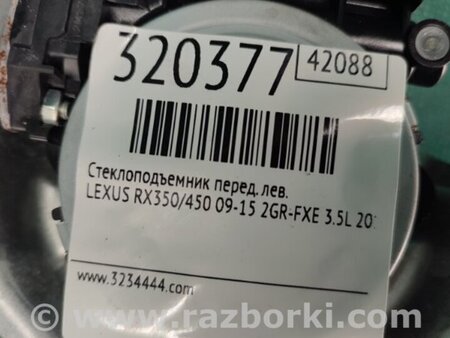 320377
42088
Стеклоподъемник перед. лев.
LEXUS RX350/450 09-15 2GR-FXE 3.5L 20
www.3234444.com
www.razborki.com